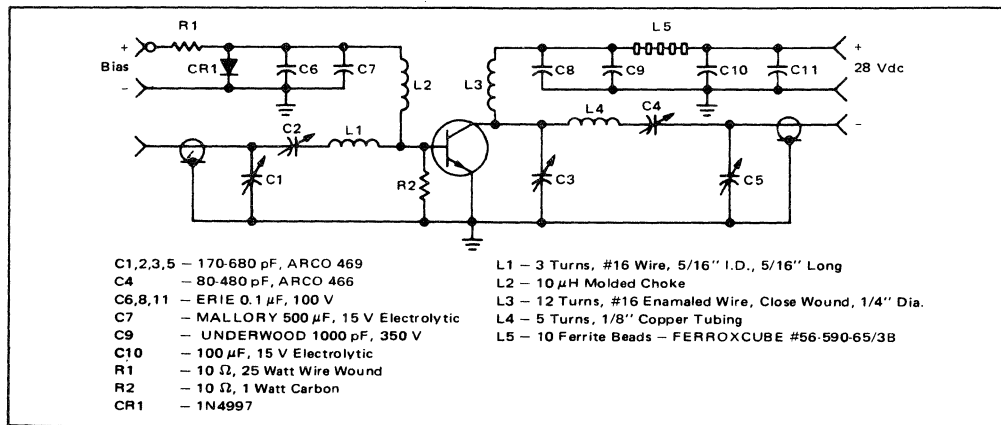 R1
+
Bias
CR1
C6
C7
L2
L3
C8
C9
L5
C10
C11
+
28 Vdc
-
L4
C4
-
C2
L1
C1
R2
C3
C5
C1,2,3,5 – 170-680 pF, ARCO 469
C4 – 80-480 pF, ARCO 466
C6,8,11 – ERIE 0.1 μF, 100 V
C7 – MALLORY 500 μF, 15 V Electrolytic
C9 – UNDERWOOD 1000 pF, 350 V
C10 – 100 μF, 15 V Electrolytic
R1 – 10 Ω, 25 Watt Wire Wound
R2 – 10 Ω, 1 Watt Carbon
CR1 – 1N4997
L1 – 3 Turns, #16 Wire, 5/16'' I.D., 5/16'' Long
L2 – 10 μH Molded Choke
L3 – 12 Turns, #16 Enamaled Wire, Close Wound, 1/4'' Dia.
L4 – 5 Turns, 1/8'' Copper Tubing
L5 – 10 Ferrite Beads – FERROXCUBE #56-590-65/3B